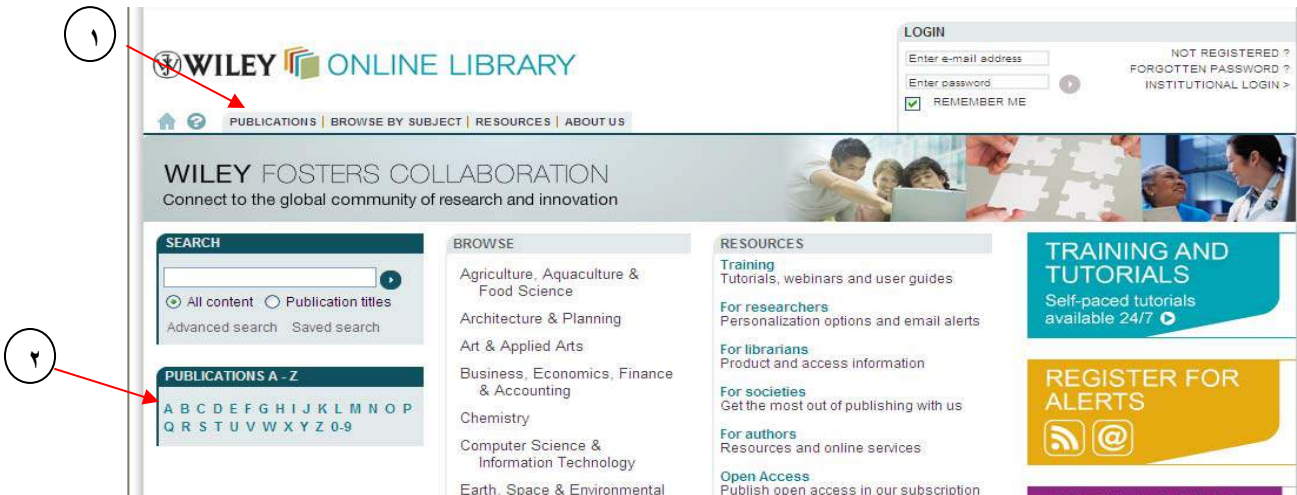 ۱
LOGIN
WILEY ONLINE LIBRARY
Enter e-mail address
NOT REGISTERED ?
FORGOTTEN PASSWORD ?
Enter password
INSTITUTIONAL LOGIN >
REMEMBER ME
PUBLICATIONS | BROWSE BY SUBJECT | RESOURCES | ABOUT US
WILEY FOSTERS COLLABORATION
Connect to the global community of research and innovation
SEARCH
All content Publication titles
Advanced search Saved search
۲
PUBLICATIONS A - Z
A B C D E F G H I J K L M N O P
Q R S T U V W X Y Z 0-9
BROWSE
Agriculture, Aquaculture &
Food Science
Architecture & Planning
Art & Applied Arts
Business, Economics, Finance
& Accounting
Chemistry
Computer Science &
Information Technology
Earth, Space & Environmental
RESOURCES
Training
Tutorials, webinars and user guides
For researchers
Personalization options and email alerts
For librarians
Product and access information
For societies
Get the most out of publishing with us
For authors
Resources and online services
Open Access
Publish open access in our subscription
TRAINING AND
TUTORIALS
Self-paced tutorials
available 24/7
REGISTER FOR
ALERTS
@